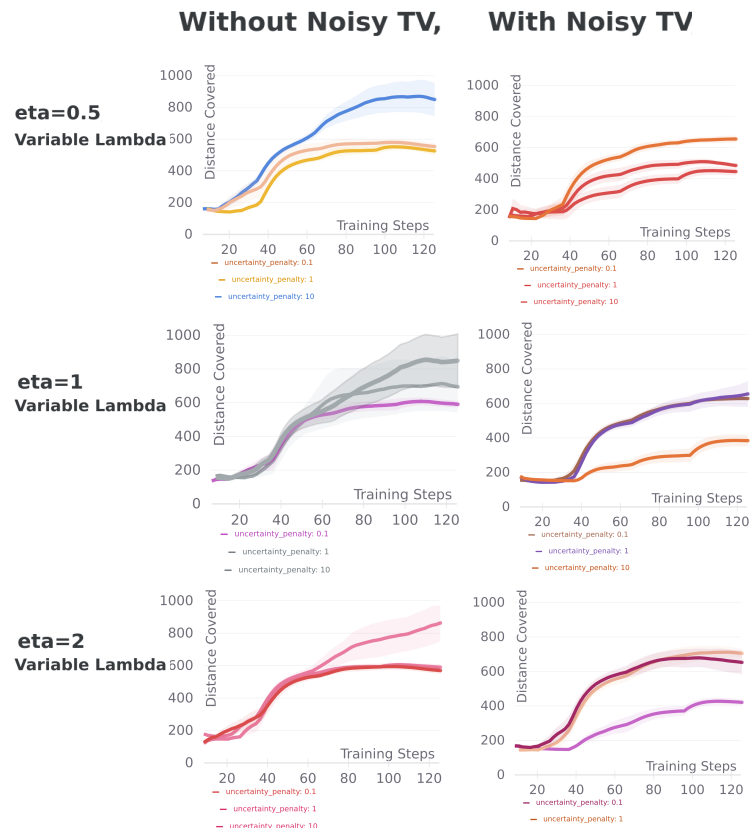 Without Noisy TV,
With Noisy TV
eta=0.5
Variable Lambda
Distance Covered
1000
800
600
400
200
0
20 40 60 80 100 120
Training Steps
uncertainty_penalty: 0.1
uncertainty_penalty: 1
uncertainty_penalty: 10
Distance Covered
1000
800
600
400
200
0
20 40 60 80 100 120
Training Steps
uncertainty_penalty: 0.1
uncertainty_penalty: 1
uncertainty_penalty: 10
eta=1
Variable Lambda
Distance Covered
1000
800
600
400
200
0
20 40 60 80 100 120
Training Steps
uncertainty_penalty: 0.1
uncertainty_penalty: 1
uncertainty_penalty: 10
Distance Covered
1000
800
600
400
200
0
20 40 60 80 100 120
Training Steps
uncertainty_penalty: 0.1
uncertainty_penalty: 1
uncertainty_penalty: 10
eta=2
Variable Lambda
Distance Covered
1000
800
600
400
200
0
20 40 60 80 100 120
Training Steps
uncertainty_penalty: 0.1
uncertainty_penalty: 1
uncertainty_penalty: 10
Distance Covered
1000
800
600
400
200
0
20 40 60 80 100 120
Training Steps
uncertainty_penalty: 0.1
uncertainty_penalty: 1